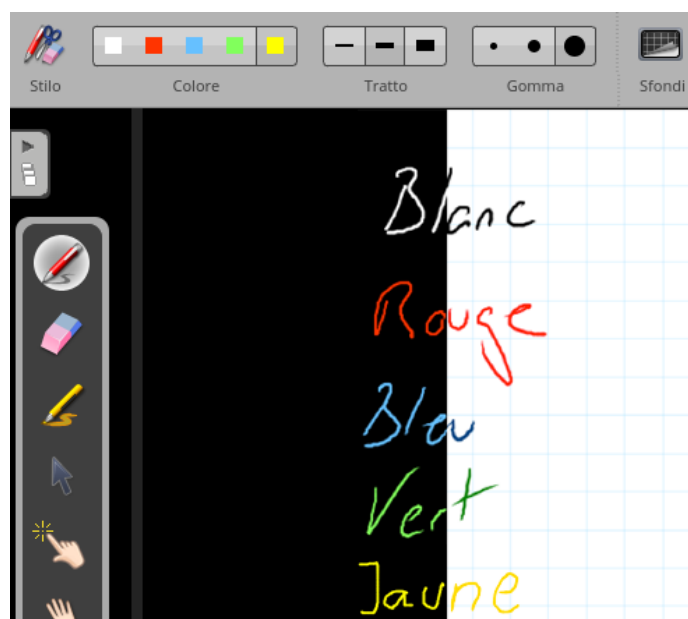 Stilo Colore Tratto Gomma Sfondi
Blanc
Rouge
Bleu
Vert
Jaune